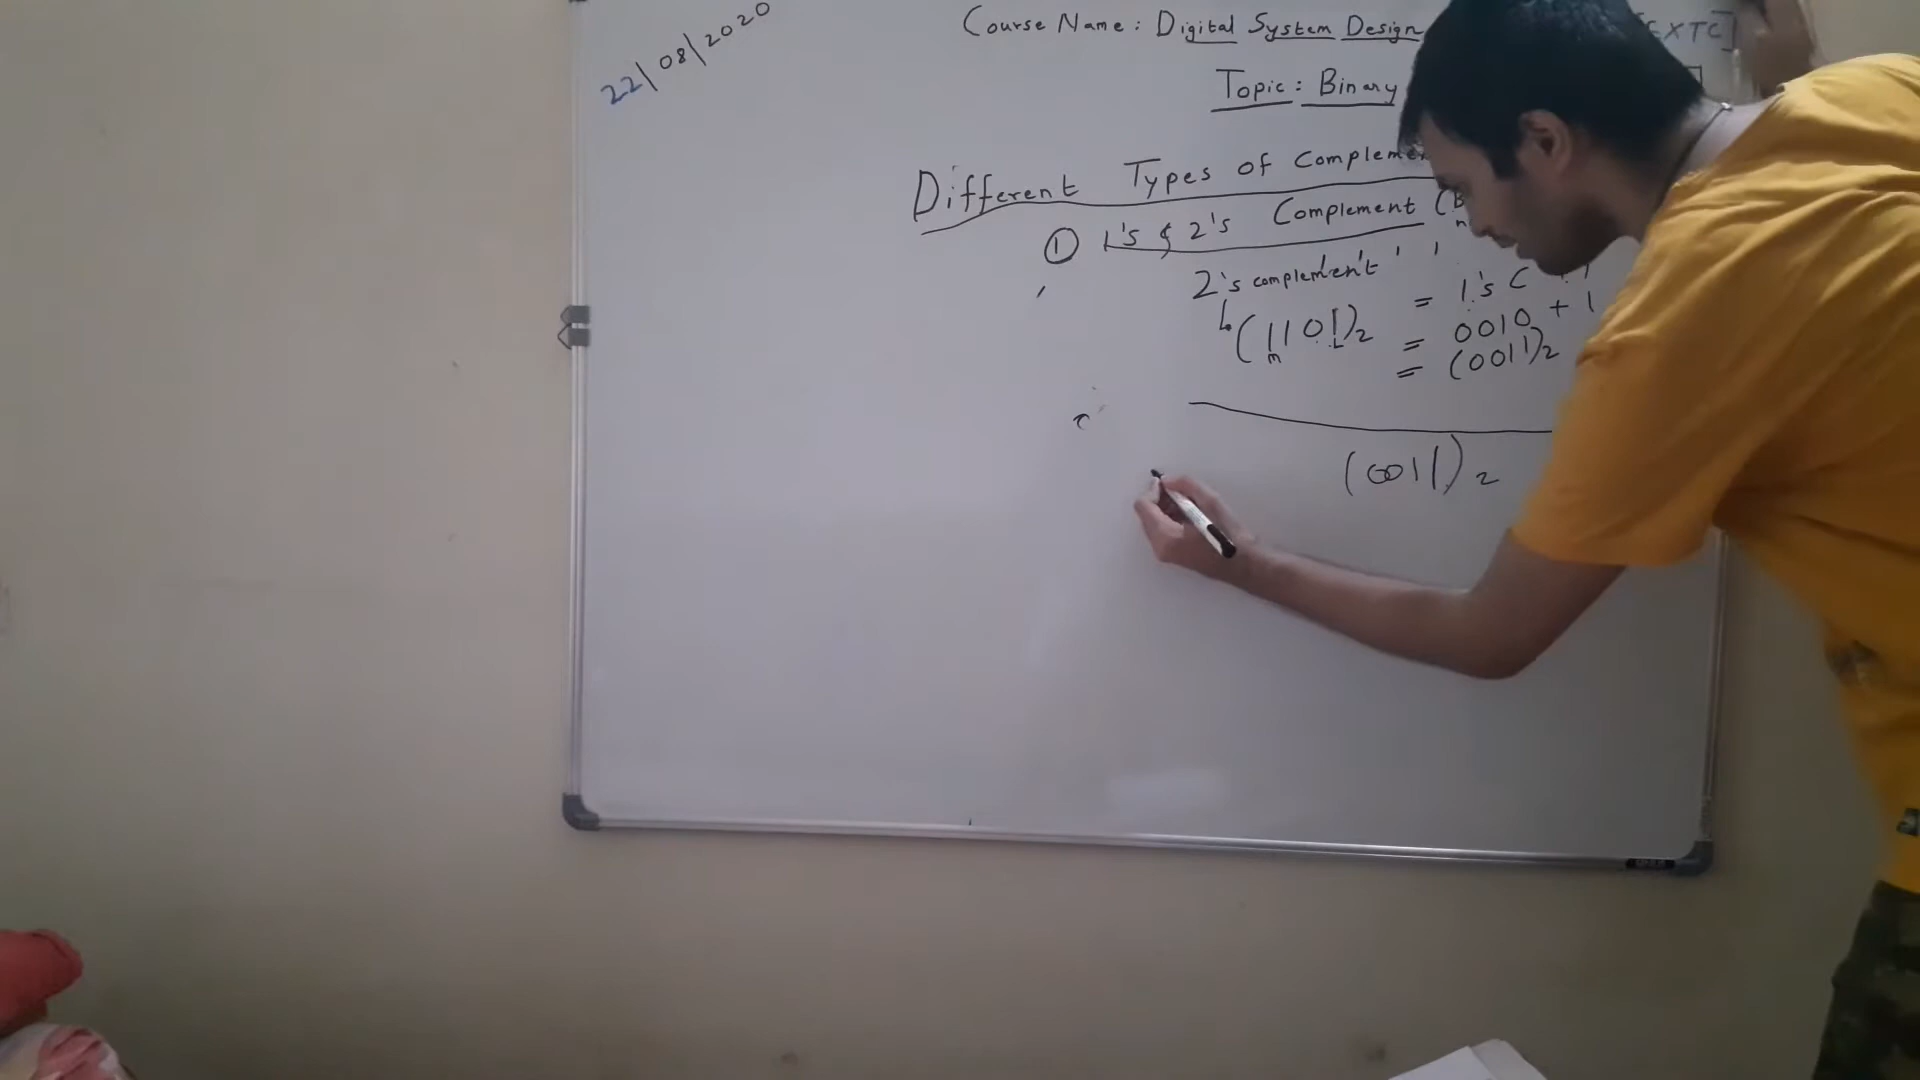 22/08/2020
Course Name: Digital System Design EXTC]
Topic: Binary
Different Types of Compleme
① 1's & 2's Complement (B
2's complement = 1's C + 1
(1101)2 = 0010 + 1
m L = (0011)2
(0011)2